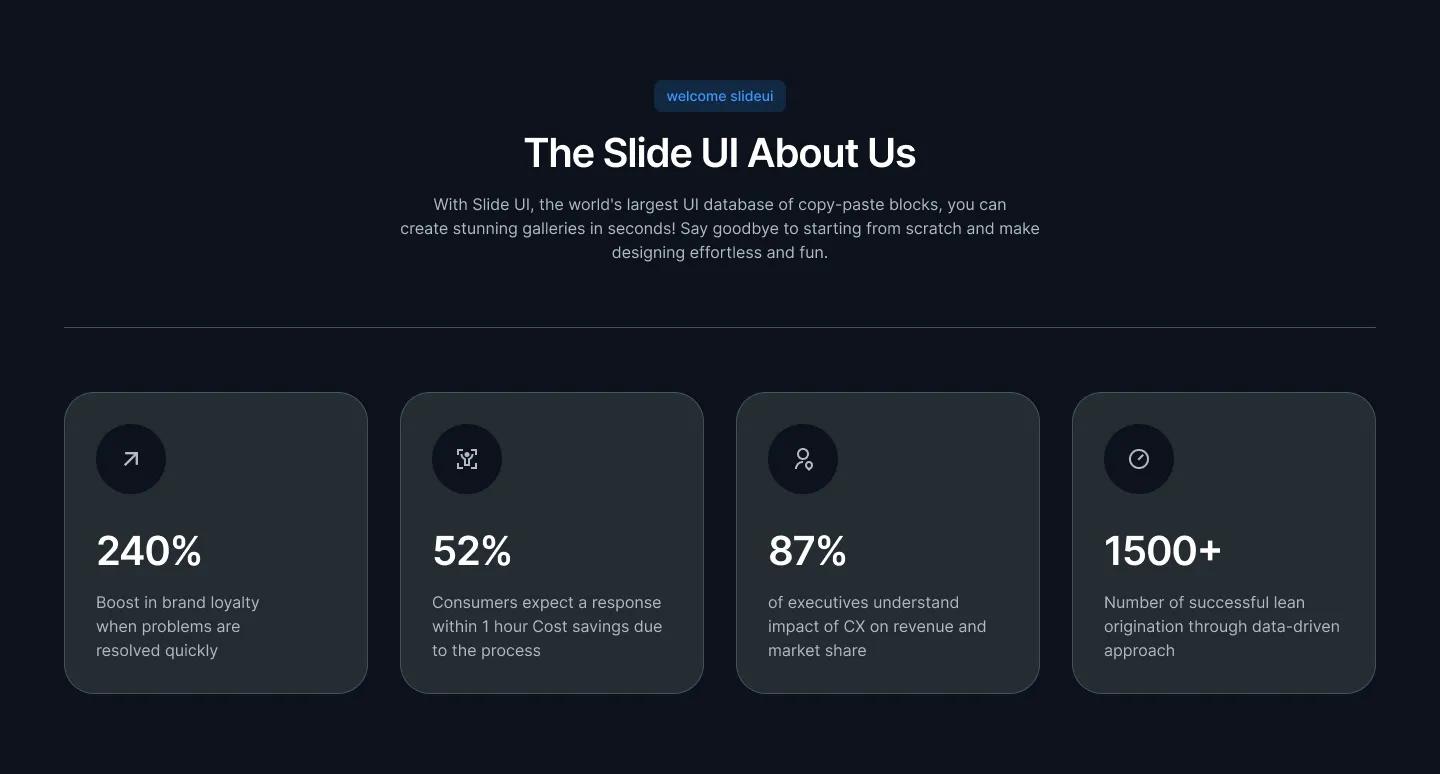 welcome slideui
The Slide UI About Us
With Slide UI, the world's largest UI database of copy-paste blocks, you can
create stunning galleries in seconds! Say goodbye to starting from scratch and make
designing effortless and fun.
240%
Boost in brand loyalty
when problems are
resolved quickly
52%
Consumers expect a response
within 1 hour Cost savings due
to the process
87%
of executives understand
impact of CX on revenue and
market share
1500+
Number of successful lean
origination through data-driven
approach